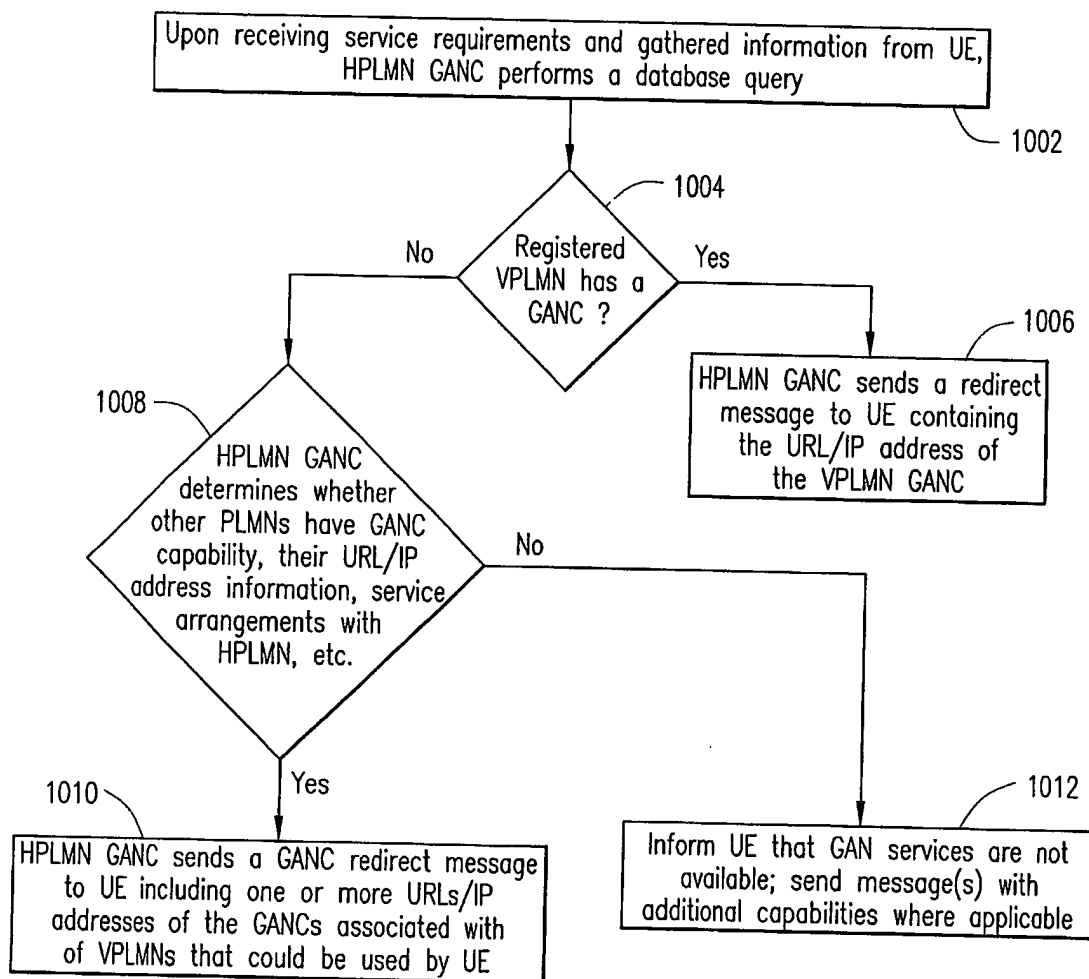 Upon receiving service requirements and gathered information from UE,
HPLMN GANC performs a database query
1002
1004
No
Registered
VPLMN has a
GANC ?
Yes
1006
HPLMN GANC sends a redirect
message to UE containing
the URL/IP address of
the VPLMN GANC
1008
HPLMN GANC
determines whether
other PLMNs have GANC
capability, their URL/IP
address information, service
arrangements with
HPLMN, etc.
No
Yes
1010
HPLMN GANC sends a GANC redirect message
to UE including one or more URLs/IP
addresses of the GANCs associated with
of VPLMNs that could be used by UE
1012
Inform UE that GAN services are not
available; send message(s) with
additional capabilities where applicable